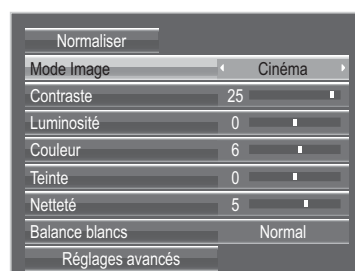 Normaliser
Mode Image Cinéma
Contraste 25
Luminosité 0
Couleur 6
Teinte 0
Netteté 5
Balance blancs Normal
Réglages avancés